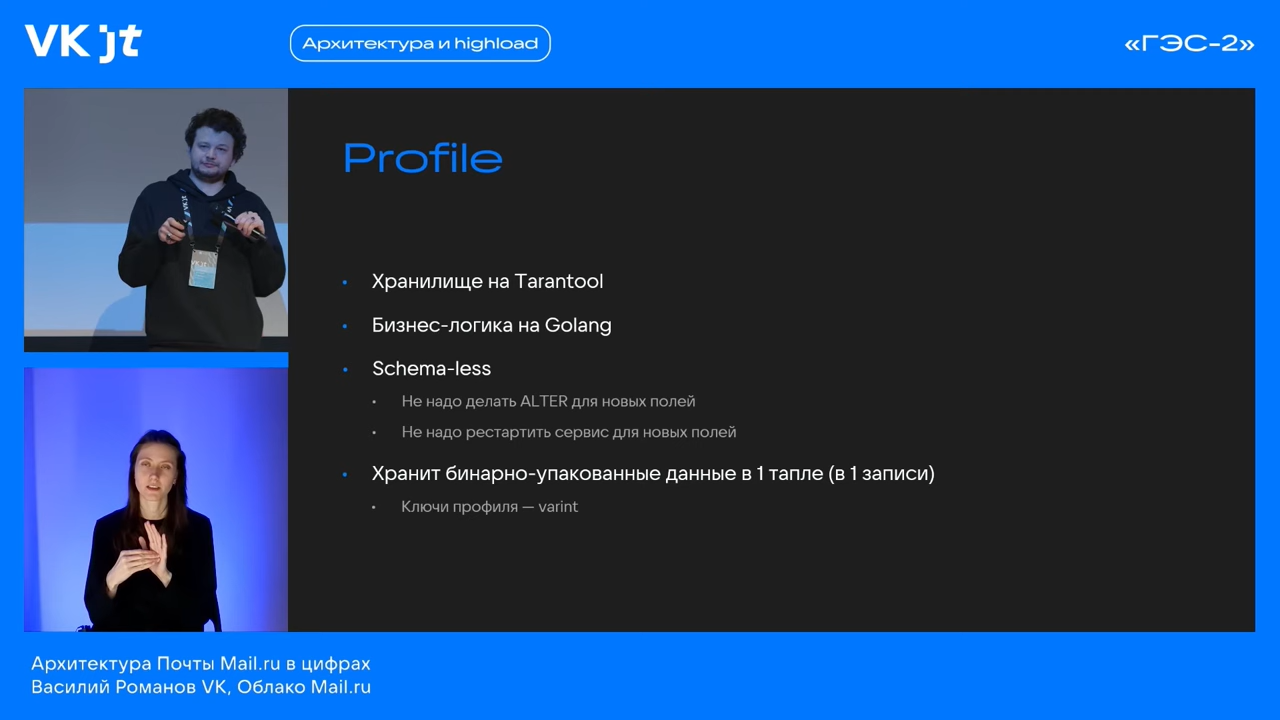 VK jt
Архитектура и highload
«ГЭС-2»
Profile
Хранилище на Tarantool
Бизнес-логика на Golang
Schema-less
Не надо делать ALTER для новых полей
Не надо рестартить сервис для новых полей
Хранит бинарно-упакованные данные в 1 тапле (в 1 записи)
Ключи профиля — varint
Архитектура Почты Mail.ru в цифрах
Василий Романов VK, Облако Mail.ru